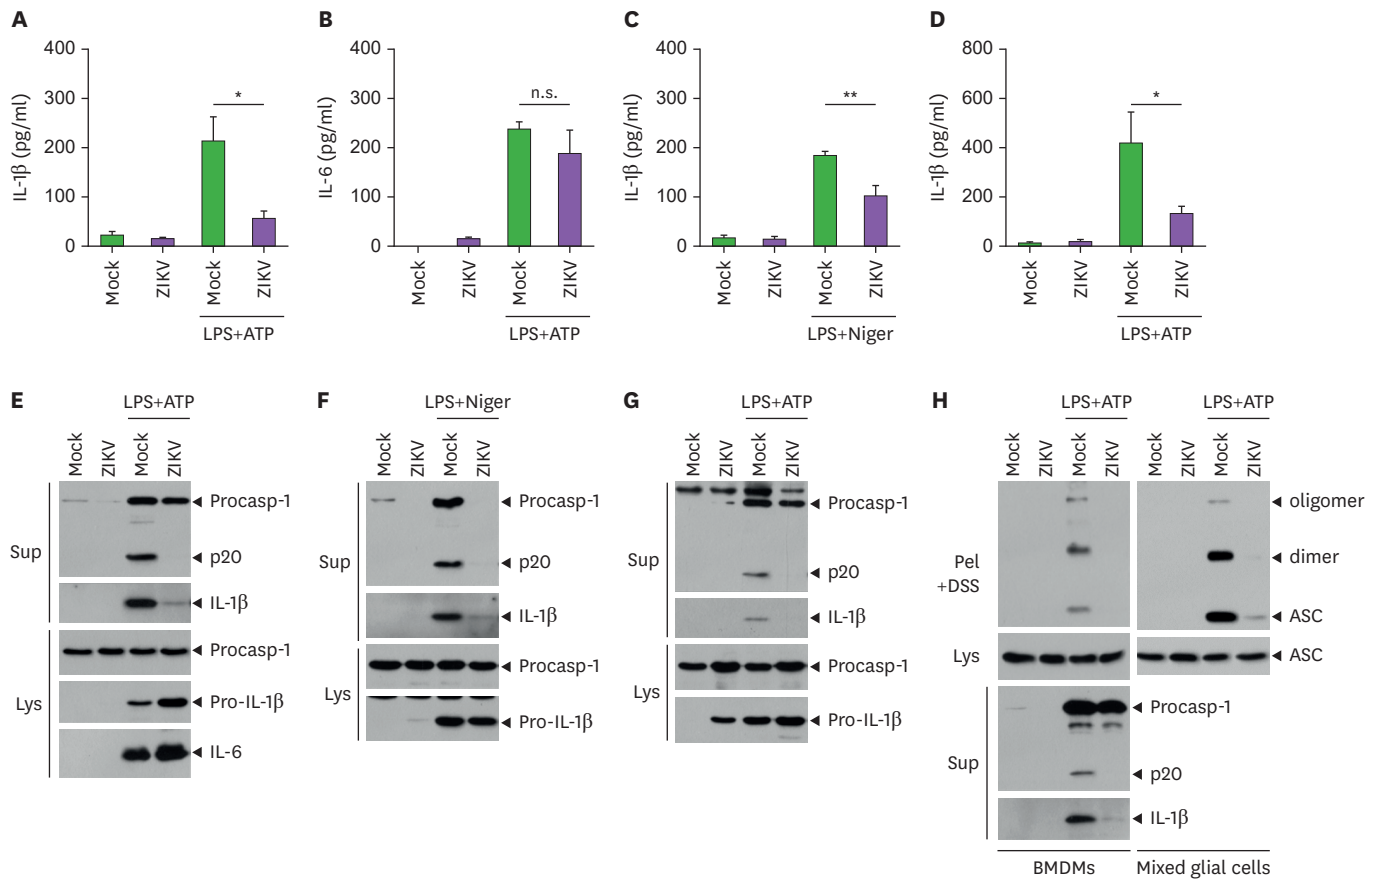 A
400
300
200
100
0
IL-1β (pg/ml)
*
Mock
ZIKV
Mock
ZIKV
LPS+ATP
B
400
300
200
100
0
IL-6 (pg/ml)
n.s.
Mock
ZIKV
Mock
ZIKV
LPS+ATP
C
400
300
200
100
0
IL-1β (pg/ml)
**
Mock
ZIKV
Mock
ZIKV
LPS+Niger
D
800
600
400
200
0
IL-1β (pg/ml)
*
Mock
ZIKV
Mock
ZIKV
LPS+ATP
E
LPS+ATP
Mock
ZIKV
Mock
ZIKV
Sup
Procasp-1
p20
IL-1β
Lys
Procasp-1
Pro-IL-1β
IL-6
F
LPS+Niger
Mock
ZIKV
Mock
ZIKV
Sup
Procasp-1
p20
IL-1β
Lys
Procasp-1
Pro-IL-1β
G
LPS+ATP
Mock
ZIKV
Mock
ZIKV
Sup
Procasp-1
p20
IL-1β
Lys
Procasp-1
Pro-IL-1β
H
LPS+ATP
LPS+ATP
Mock
ZIKV
Mock
ZIKV
Mock
ZIKV
Mock
ZIKV
Pel
+DSS
oligomer
dimer
ASC
Lys
ASC
Sup
Procasp-1
p20
IL-1β
BMDMs
Mixed glial cells